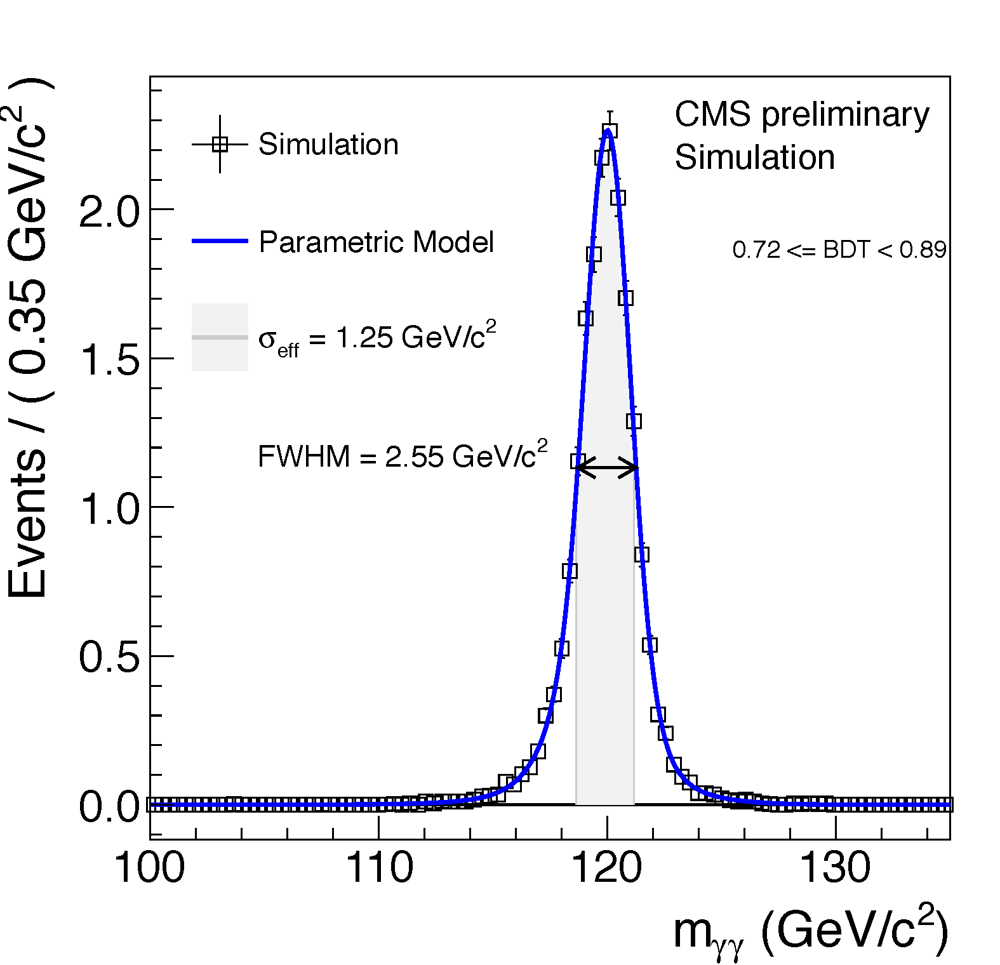 CMS preliminary
Simulation
Simulation
Parametric Model
0.72 <= BDT < 0.89
σeff = 1.25 GeV/c²
FWHM = 2.55 GeV/c²
Events / ( 0.35 GeV/c² )
2.0
1.5
1.0
0.5
0.0
100 110 120 130
mγγ (GeV/c²)